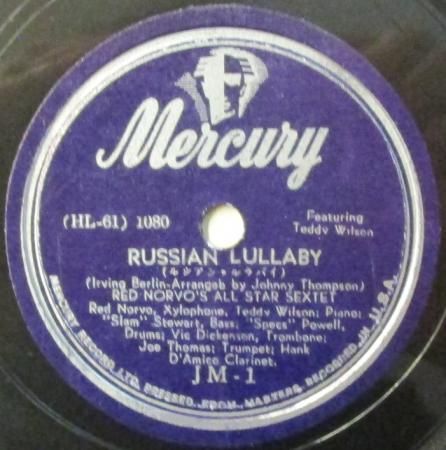 Mercury
(HL-61) 1080
Featuring
Teddy Wilson
RUSSIAN LULLABY
(ルシアン・ルラバイ)
(Irving Berlin-Arrangeb by Johnny Thompson)
RED NORVO'S ALL STAR SEXTET
Red Norvo, Xylophone, Teddy Wilson: Piano:
"Slam" Stewart, Bass: "Specs" Powell,
Drums; Vic Dickenson, Trombone;
Joe Thomas; Trumpet; Hank
D'Amico Clarinet.
JM-1
MERCURY RECORD, LTD. PRESSED, FROM, MASTERS, RECORDED, IN, U.S.A.